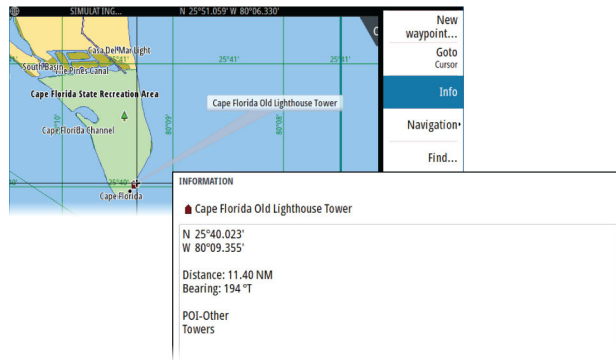 SIMULATING...
N 25°51.059' W 80°06.330'
New
waypoint...
Goto
Cursor
Info
Navigation
Find...
Casa Del Mar Light
25°41'
25°41'
25°41'
South Basin
The Pines Canal
Cape Florida State Recreation Area
Cape Florida Old Lighthouse Tower
Cape Florida Channel
80°09'
80°08'
25°40'
Cape Florida
INFORMATION
Cape Florida Old Lighthouse Tower
N 25°40.023'
W 80°09.355'
Distance: 11.40 NM
Bearing: 194 °T
POI-Other
Towers